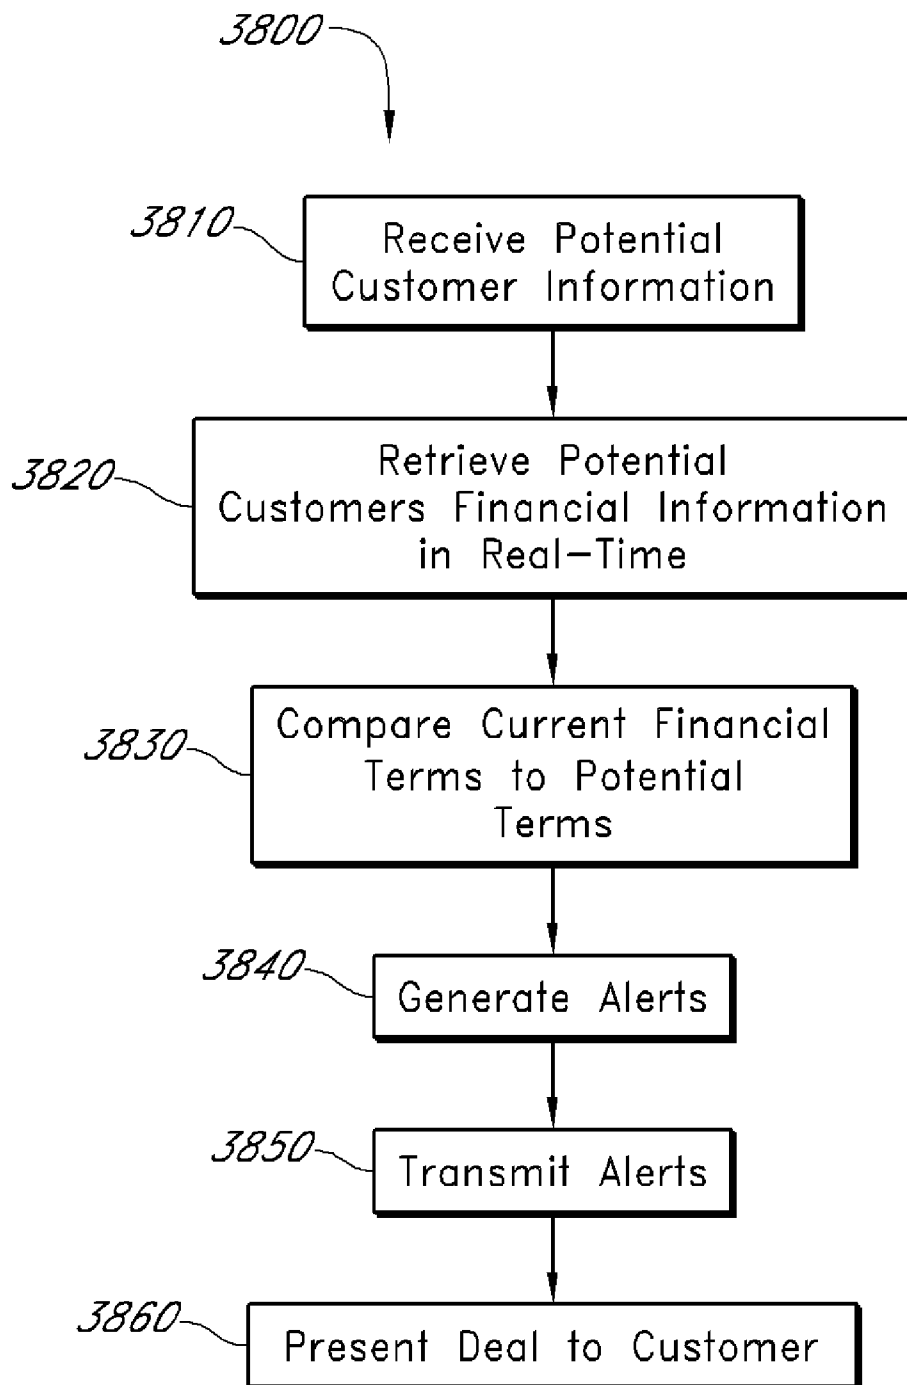 3800
3810
Receive Potential
Customer Information
3820
Retrieve Potential
Customers Financial Information
in Real-Time
3830
Compare Current Financial
Terms to Potential
Terms
3840
Generate Alerts
3850
Transmit Alerts
3860
Present Deal to Customer